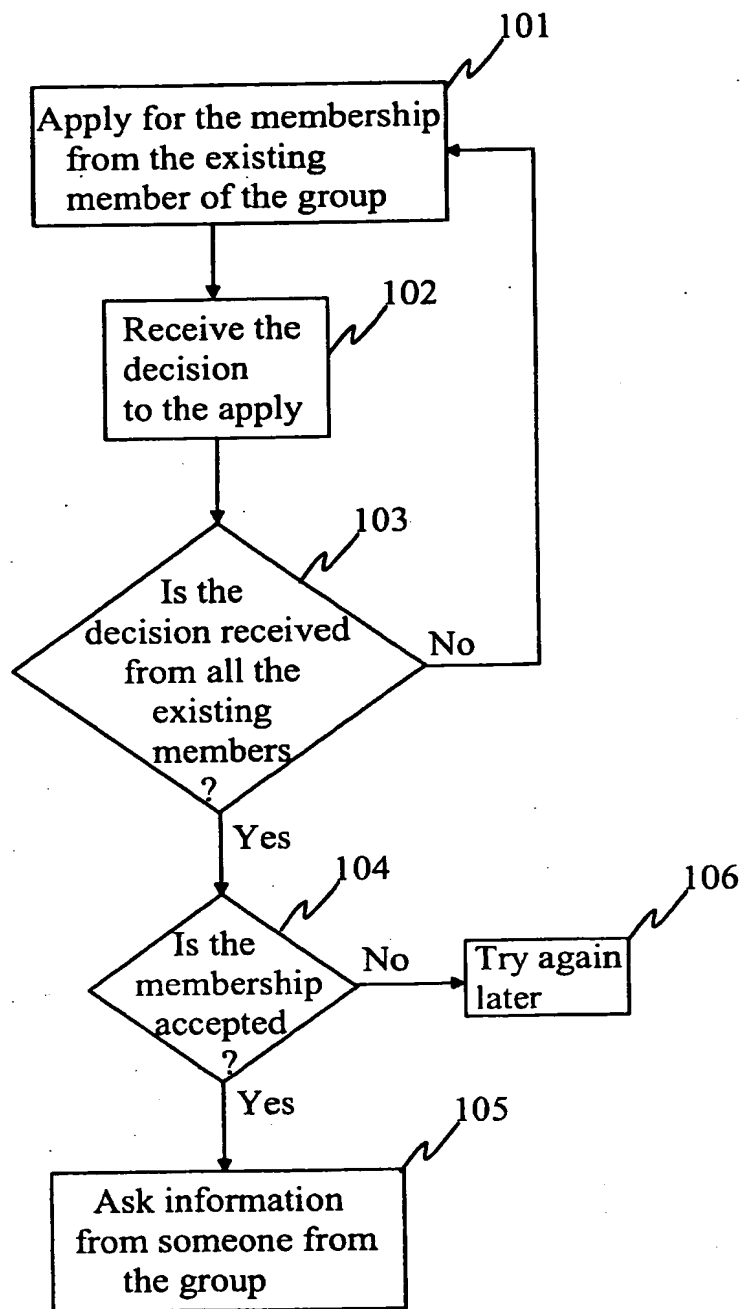 101
Apply for the membership
from the existing
member of the group
102
Receive the
decision
to the apply
103
Is the
decision received
from all the
existing
members
?
No
Yes
104
Is the
membership
accepted
?
No
106
Try again
later
Yes
105
Ask information
from someone from
the group